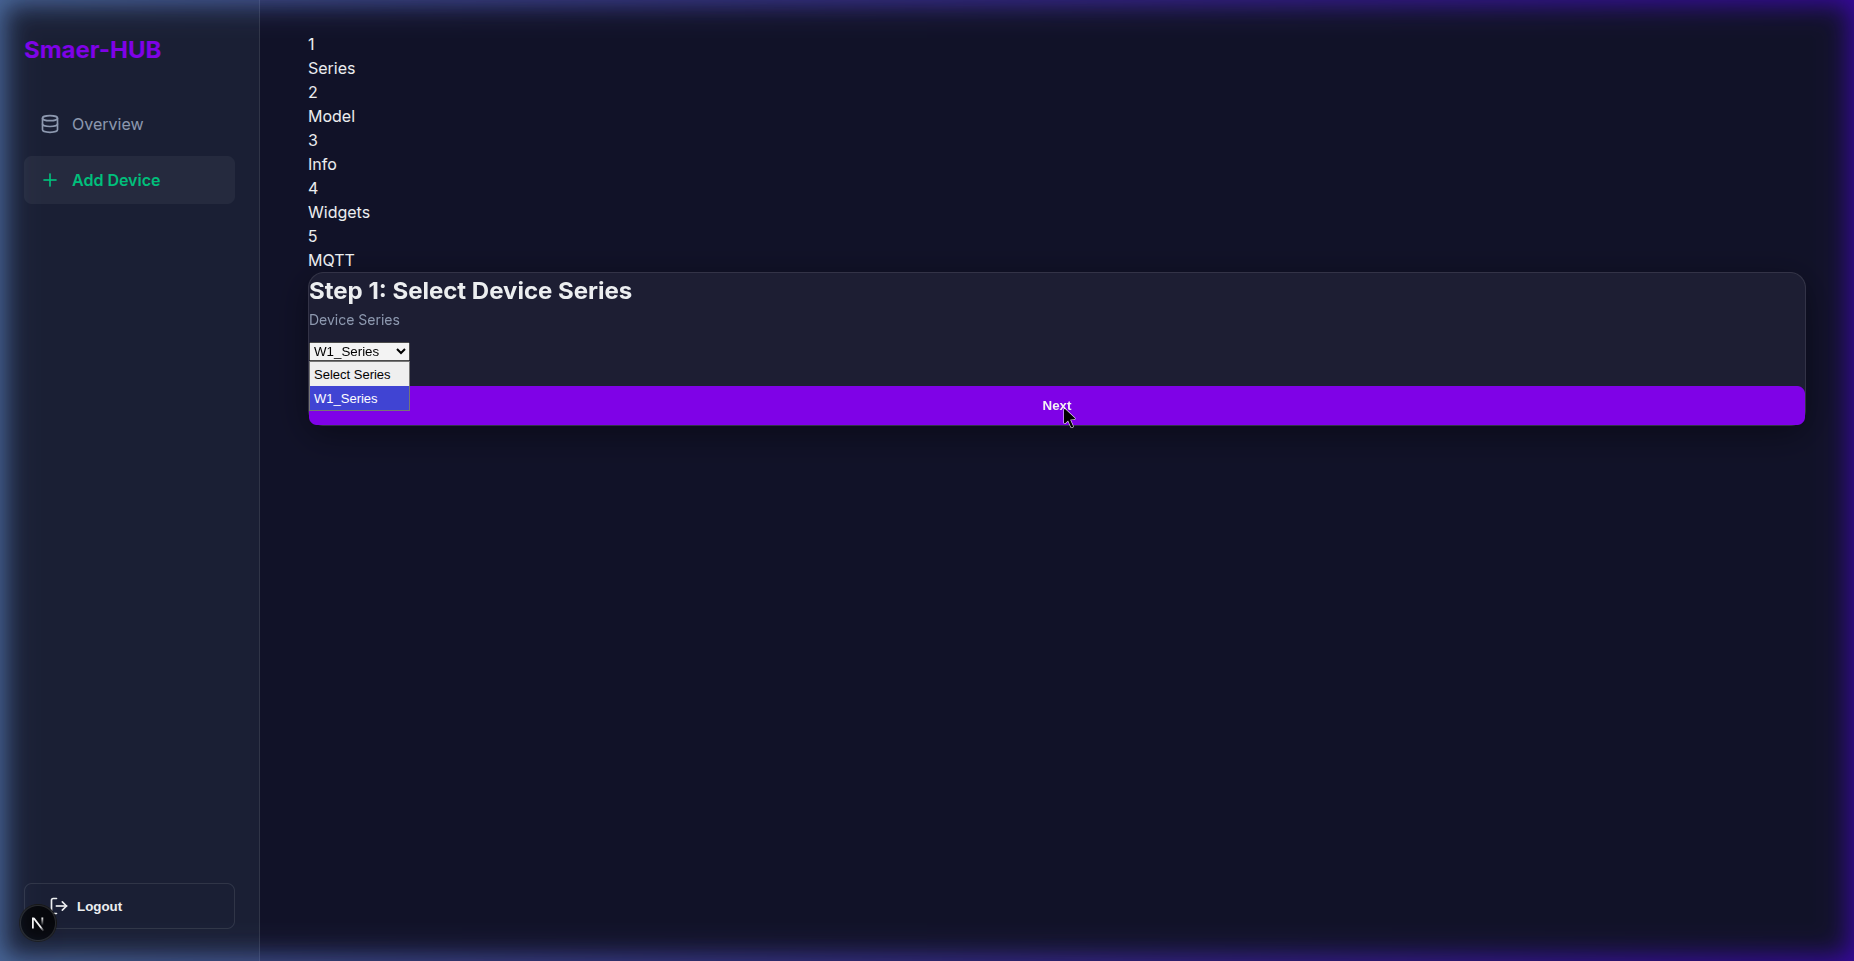 Smaer-HUB
Overview
Add Device
1
Series
2
Model
3
Info
4
Widgets
5
MQTT
Step 1: Select Device Series
Device Series
W1_Series
Select Series
W1_Series
Next
Logout
N